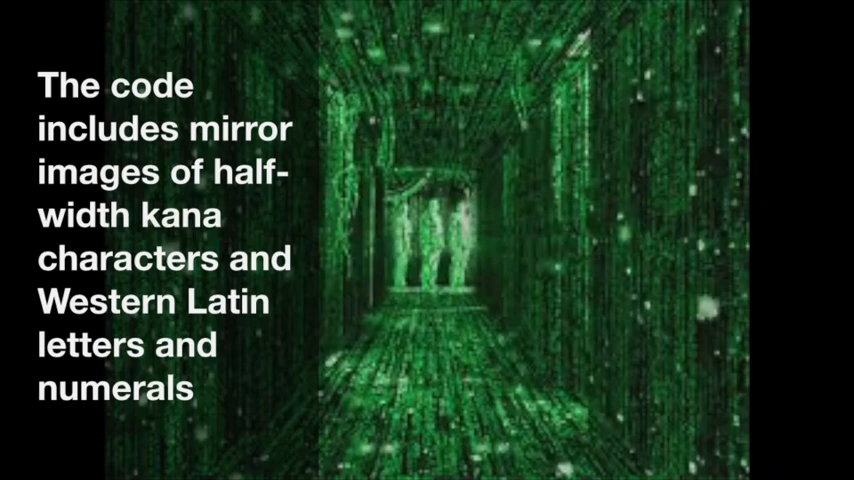 The code
includes mirror
images of half-
width kana
characters and
Western Latin
letters and
numerals